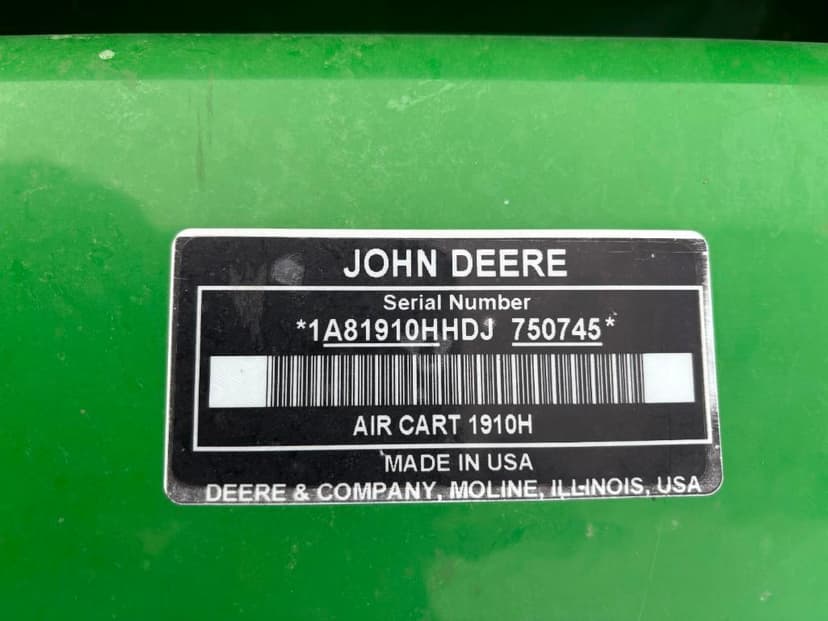 JOHN DEERE
Serial Number
*1A81910HHDJ 750745*
AIR CART 1910H
MADE IN USA
DEERE & COMPANY, MOLINE, ILLINOIS, USA